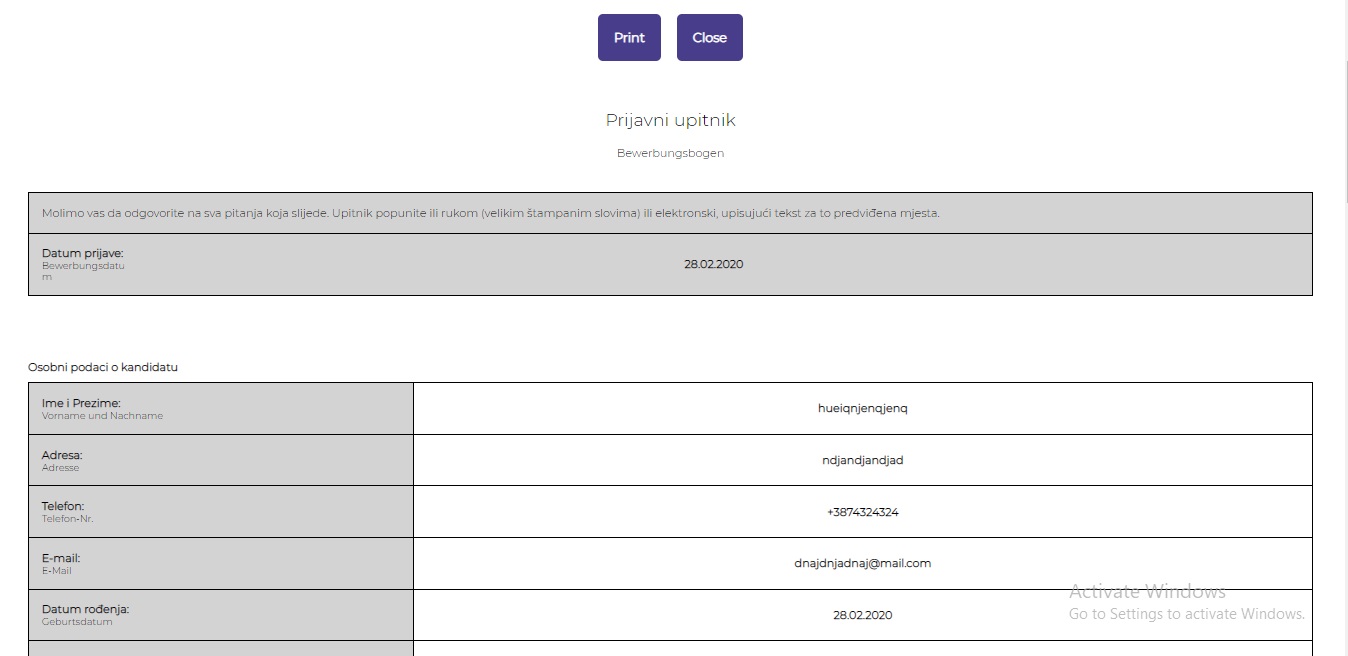 Print Close
Prijavni upitnik
Bewerbungsbogen
Molimo vas da odgovorite na sva pitanja koja slijede. Upitnik popunite ili rukom (velikim štampanim slovima) ili elektronski, upisujući tekst za to predviđena mjesta.
Datum prijave:
Bewerbungsdatu
m
28.02.2020
Osobni podaci o kandidatu
Ime i Prezime:
Vorname und Nachname
hueiqnjenqjenq
Adresa:
Adresse
ndjandjandjad
Telefon:
Telefon-Nr.
+3874324324
E-mail:
E-Mail
dnajdnjadnaj@mail.com
Datum rođenja:
Geburtsdatum
28.02.2020
Activate Windows
Go to Settings to activate Windows.